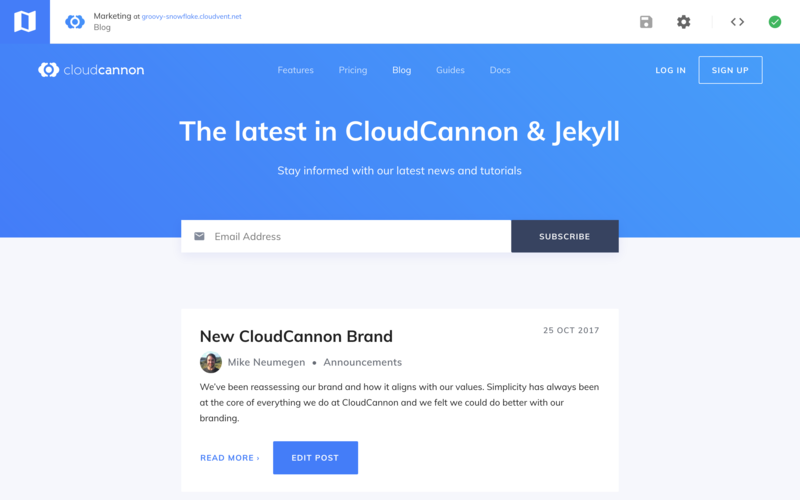 Marketing at groovy-snowflake.cloudvent.net
Blog
cloudcannon
Features Pricing Blog Guides Docs
LOG IN SIGN UP
The latest in CloudCannon & Jekyll
Stay informed with our latest news and tutorials
Email Address SUBSCRIBE
New CloudCannon Brand 25 OCT 2017
Mike Neumegen • Announcements
We’ve been reassessing our brand and how it aligns with our values. Simplicity has always been
at the core of everything we do at CloudCannon and we felt we could do better with our
branding.
READ MORE › EDIT POST